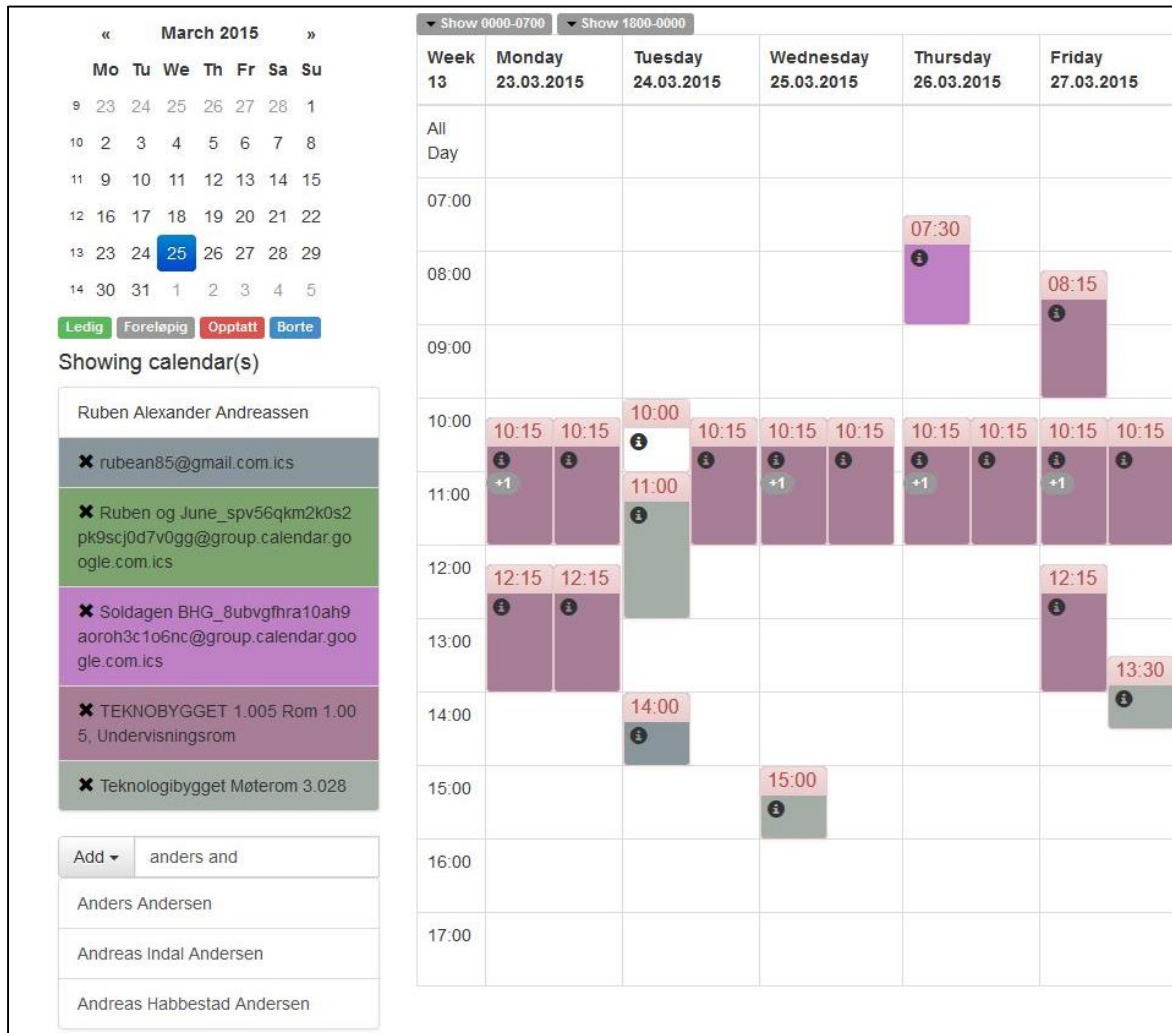 « March 2015 »
Mo Tu We Th Fr Sa Su
9 23 24 25 26 27 28 1
10 2 3 4 5 6 7 8
11 9 10 11 12 13 14 15
12 16 17 18 19 20 21 22
13 23 24 25 26 27 28 29
14 30 31 1 2 3 4 5
Ledig Foreløpig Opptatt Borte
Showing calendar(s)
Ruben Alexander Andreassen
✖ rubean85@gmail.com.ics
✖ Ruben og June_spv56qkm2k0s2
pk9scj0d7v0gg@group.calendar.go
ogle.com.ics
✖ Soldagen BHG_8ubvgfhra10ah9
aoroh3c1o6nc@group.calendar.goo
gle.com.ics
✖ TEKNOBYGGET 1.005 Rom 1.00
5, Undervisningsrom
✖ Teknologibygget Møterom 3.028
Add anders and
Anders Andersen
Andreas Indal Andersen
Andreas Habbestad Andersen
Show 0000-0700 Show 1800-0000
Week Monday Tuesday Wednesday Thursday Friday
13 23.03.2015 24.03.2015 25.03.2015 26.03.2015 27.03.2015
All
Day
07:00
07:30
08:00
08:15
09:00
10:00 10:00
10:15 10:15 10:15 10:15 10:15 10:15 10:15 10:15 10:15
+1 +1 +1 +1
11:00 11:00
12:00
12:15 12:15 12:15
13:00
13:30
14:00 14:00
15:00 15:00
16:00
17:00